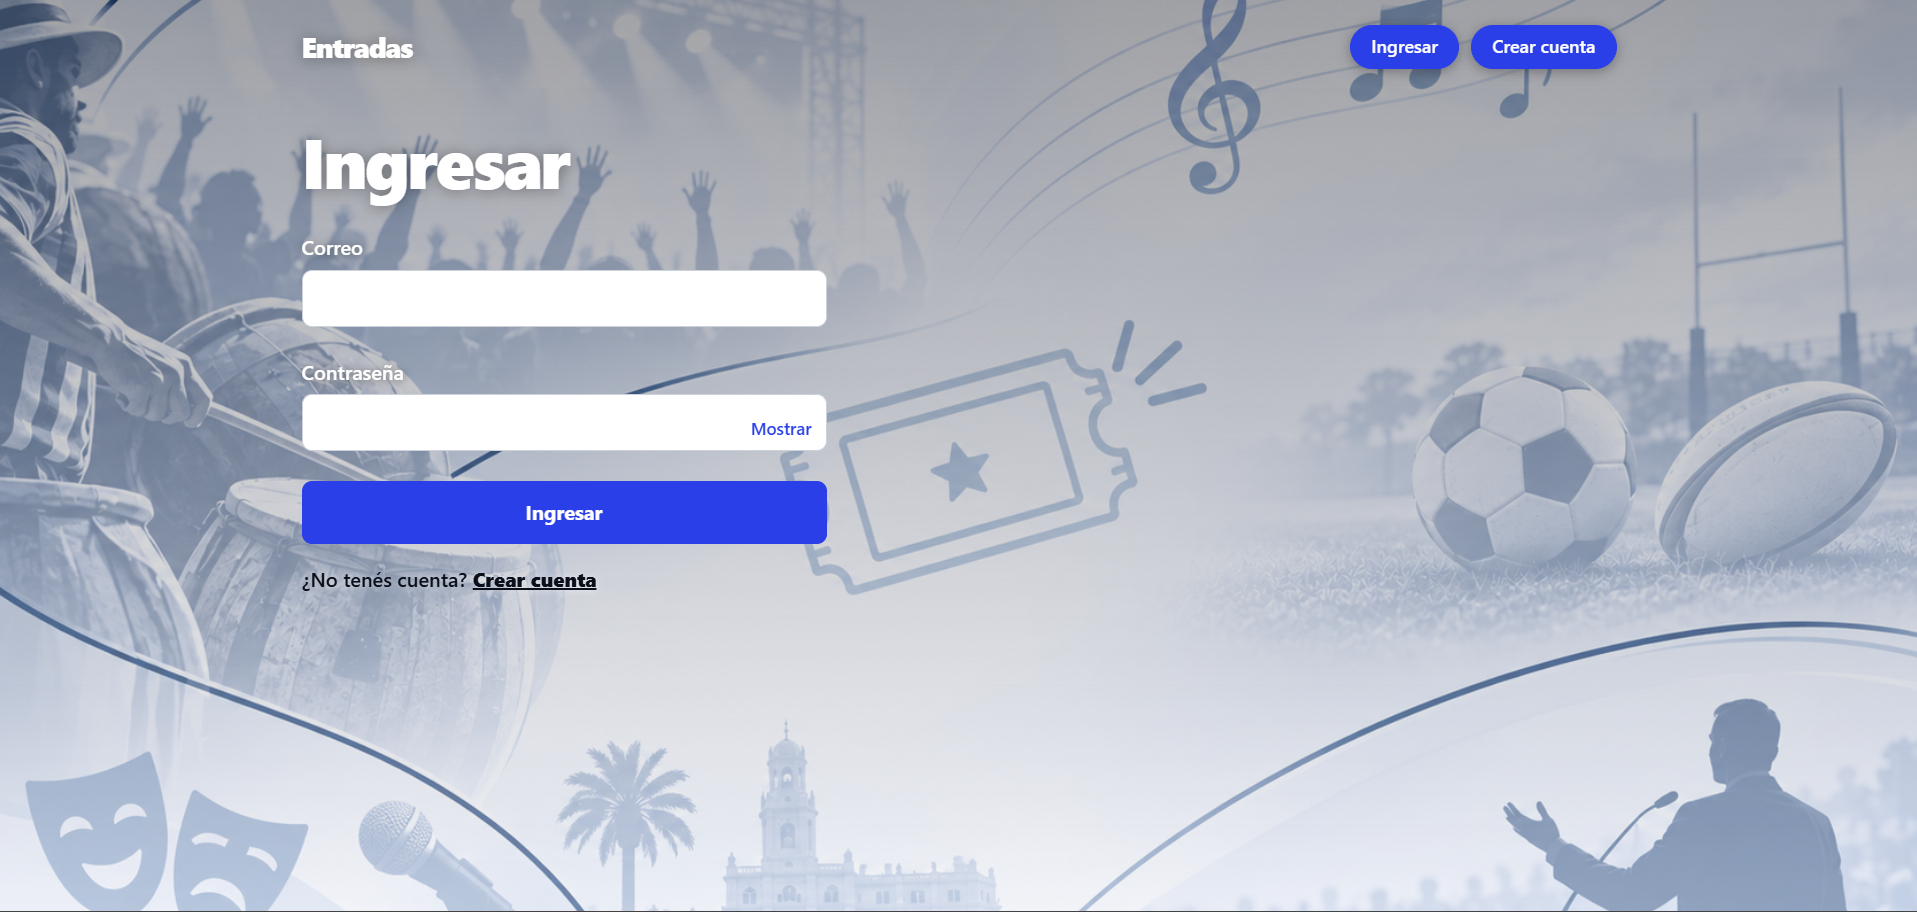 Entradas
Ingresar
Crear cuenta
Ingresar
Correo
Contraseña
Mostrar
Ingresar
¿No tenés cuenta? Crear cuenta